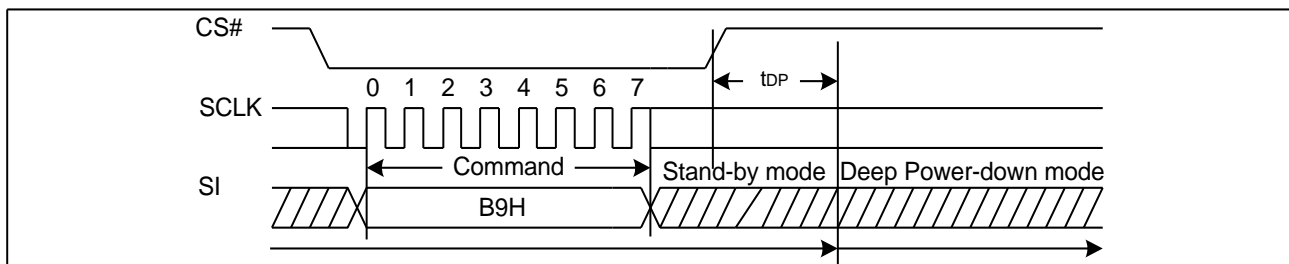 CS#
tDP
0 1 2 3 4 5 6 7
SCLK
Command
Stand-by mode Deep Power-down mode
SI
B9H